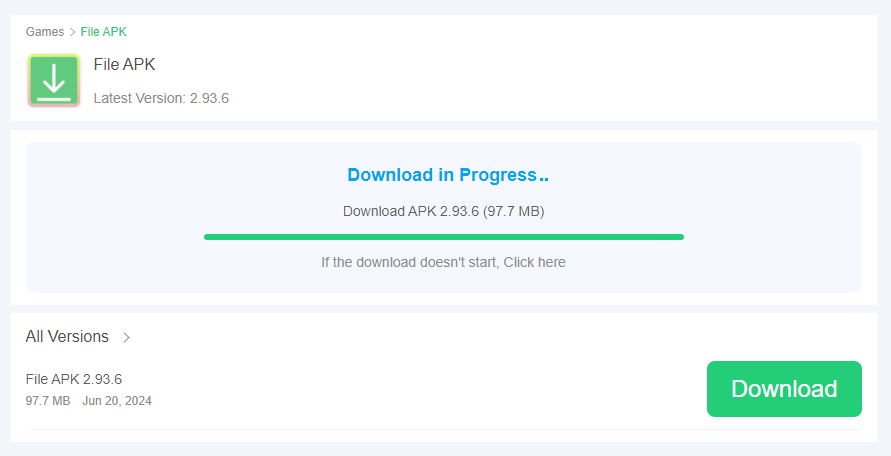 Games > File APK
File APK
Latest Version: 2.93.6
Download in Progress..
Download APK 2.93.6 (97.7 MB)
If the download doesn't start, Click here
All Versions >
File APK 2.93.6
97.7 MB Jun 20, 2024
Download